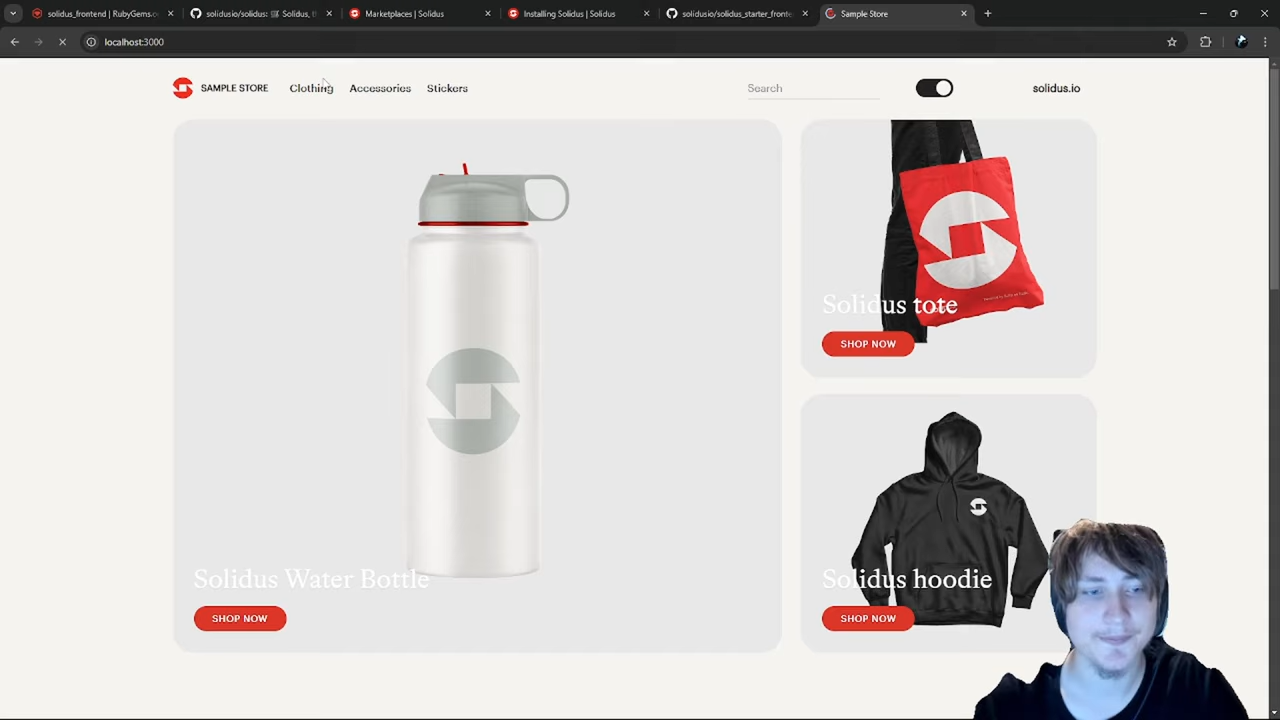 solidus_frontend | RubyGems.o
solidusio/solidus: 🛒 Solidus, 
Marketplaces | Solidus
Installing Solidus | Solidus
solidusio/solidus_starter_fronte
Sample Store
localhost:3000
SAMPLE STORE
Clothing
Accessories
Stickers
Search
solidus.io
Solidus tote
SHOP NOW
Solidus Water Bottle
SHOP NOW
Solidus hoodie
SHOP NOW